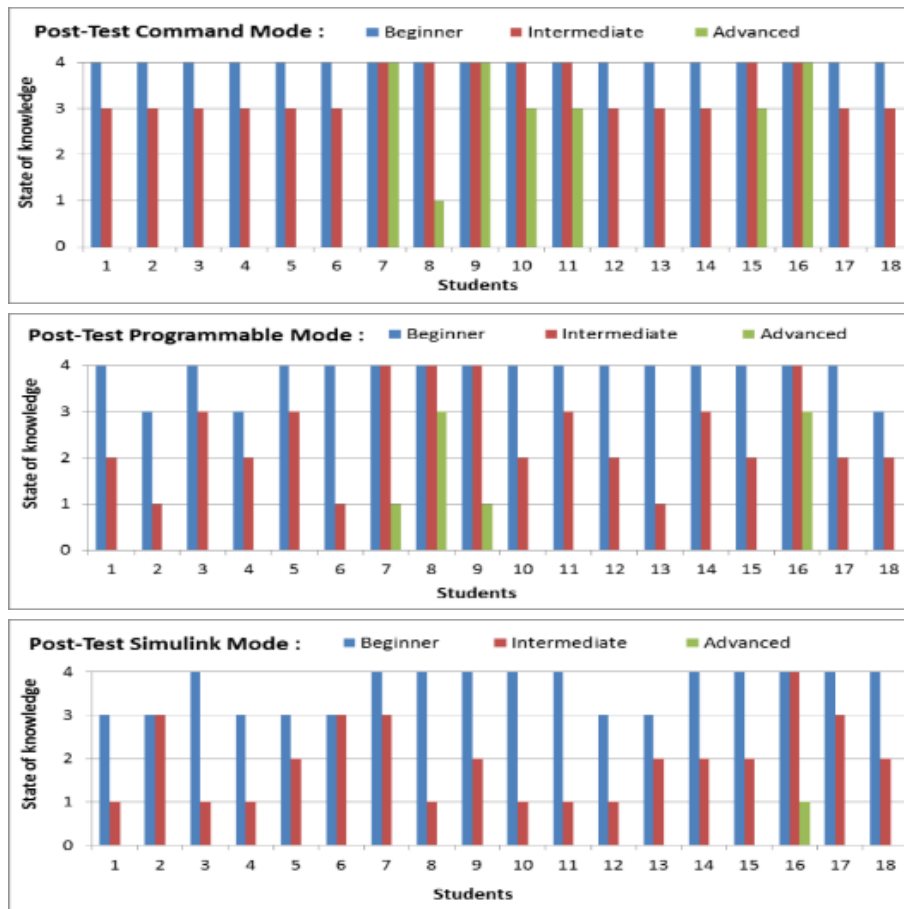 Post-Test Command Mode : Beginner Intermediate Advanced
State of knowledge
4
3
2
1
0
1 2 3 4 5 6 7 8 9 10 11 12 13 14 15 16 17 18
Students
Post-Test Programmable Mode : Beginner Intermediate Advanced
State of knowledge
4
3
2
1
0
1 2 3 4 5 6 7 8 9 10 11 12 13 14 15 16 17 18
Students
Post-Test Simulink Mode : Beginner Intermediate Advanced
State of knowledge
4
3
2
1
0
1 2 3 4 5 6 7 8 9 10 11 12 13 14 15 16 17 18
Students